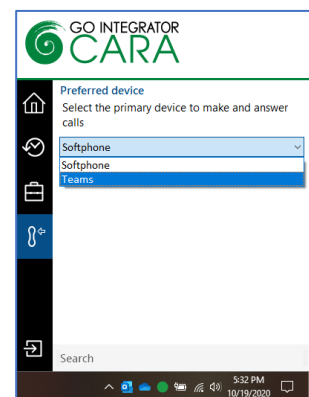 GO INTEGRATOR
CARA
Preferred device
Select the primary device to make and answer
calls
Softphone
Softphone
Teams
Search
5:32 PM
10/19/2020